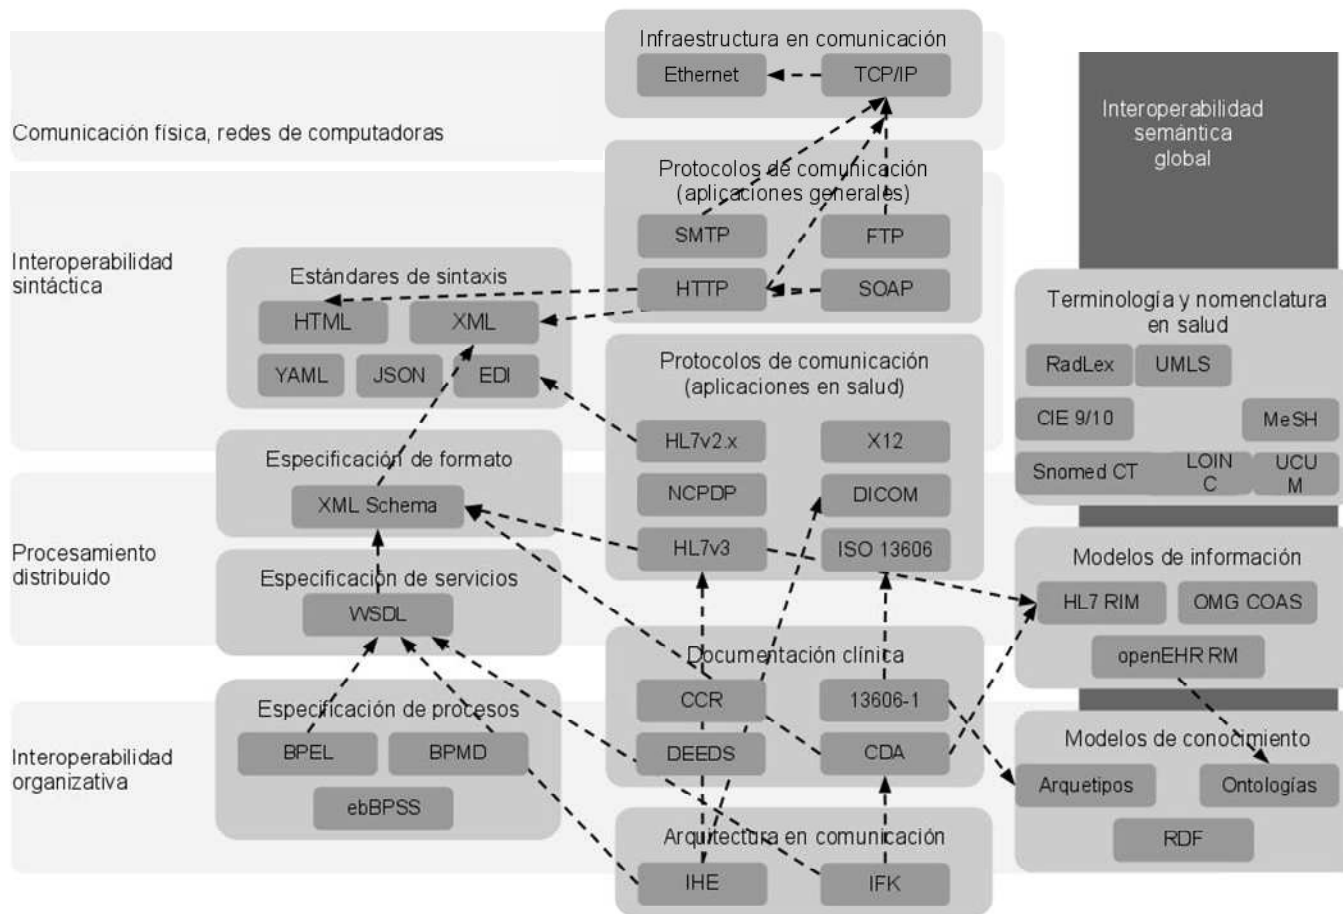 Infraestructura en comunicación
Ethernet
TCP/IP
Comunicación física, redes de computadoras
Interoperabilidad
semántica
global
Protocolos de comunicación
(aplicaciones generales)
SMTP
FTP
HTTP
SOAP
Interoperabilidad
sintáctica
Estándares de sintaxis
HTML
XML
YAML
JSON
EDI
Terminología y nomenclatura
en salud
RadLex
UMLS
CIE 9/10
MeSH
Snomed CT
LOIN
C
UCU
M
Protocolos de comunicación
(aplicaciones en salud)
HL7v2.x
X12
NCPDP
DICOM
HL7v3
ISO 13606
Especificación de formato
XML Schema
Procesamiento
distribuido
Especificación de servicios
WSDL
Modelos de información
HL7 RIM
OMG COAS
openEHR RM
Documentación clínica
CCR
13606-1
DEEDS
CDA
Interoperabilidad
organizativa
Especificación de procesos
BPEL
BPMD
ebBPSS
Modelos de conocimiento
Arquetipos
Ontologías
RDF
Arquitectura en comunicación
IHE
IFK